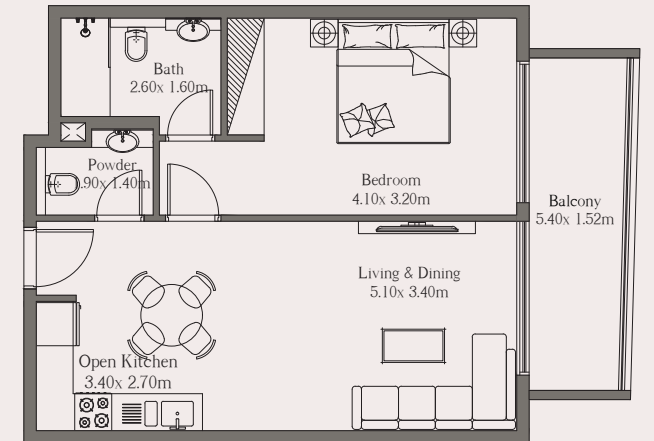 Bath
2.60x 1.60m
Powder
.90x 1.40m
Bedroom
4.10x 3.20m
Balcony
5.40x 1.52m
Living & Dining
5.10x 3.40m
Open Kitchen
3.40x 2.70m